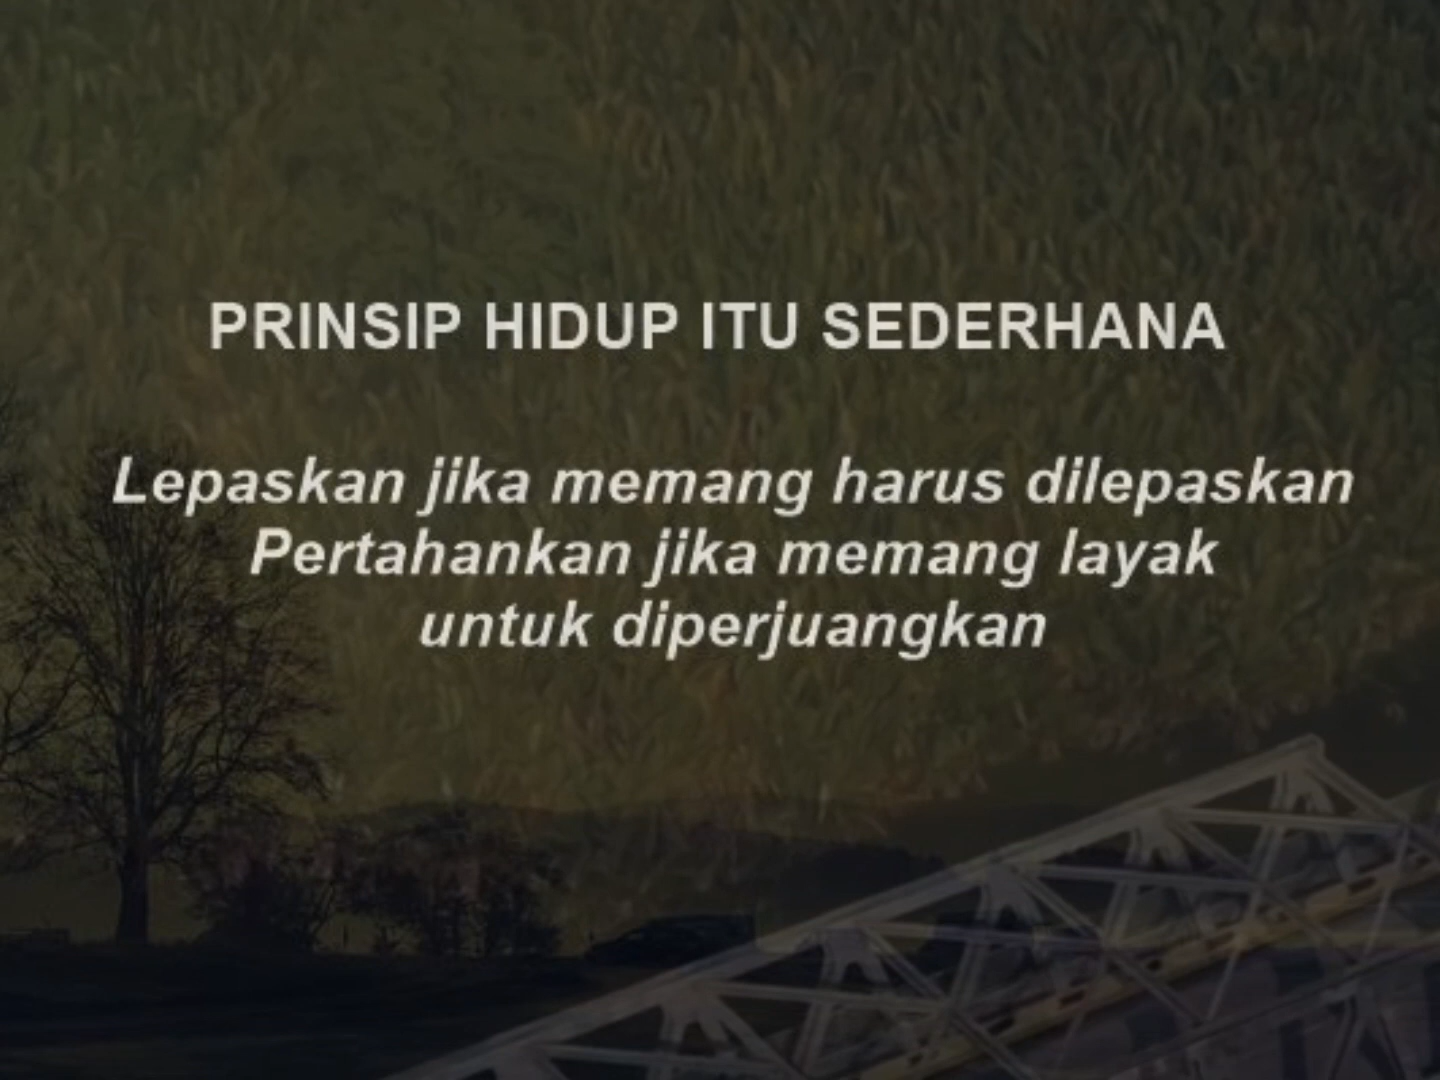 PRINSIP HIDUP ITU SEDERHANA
Lepaskan jika memang harus dilepaskan
Pertahankan jika memang layak
untuk diperjuangkan